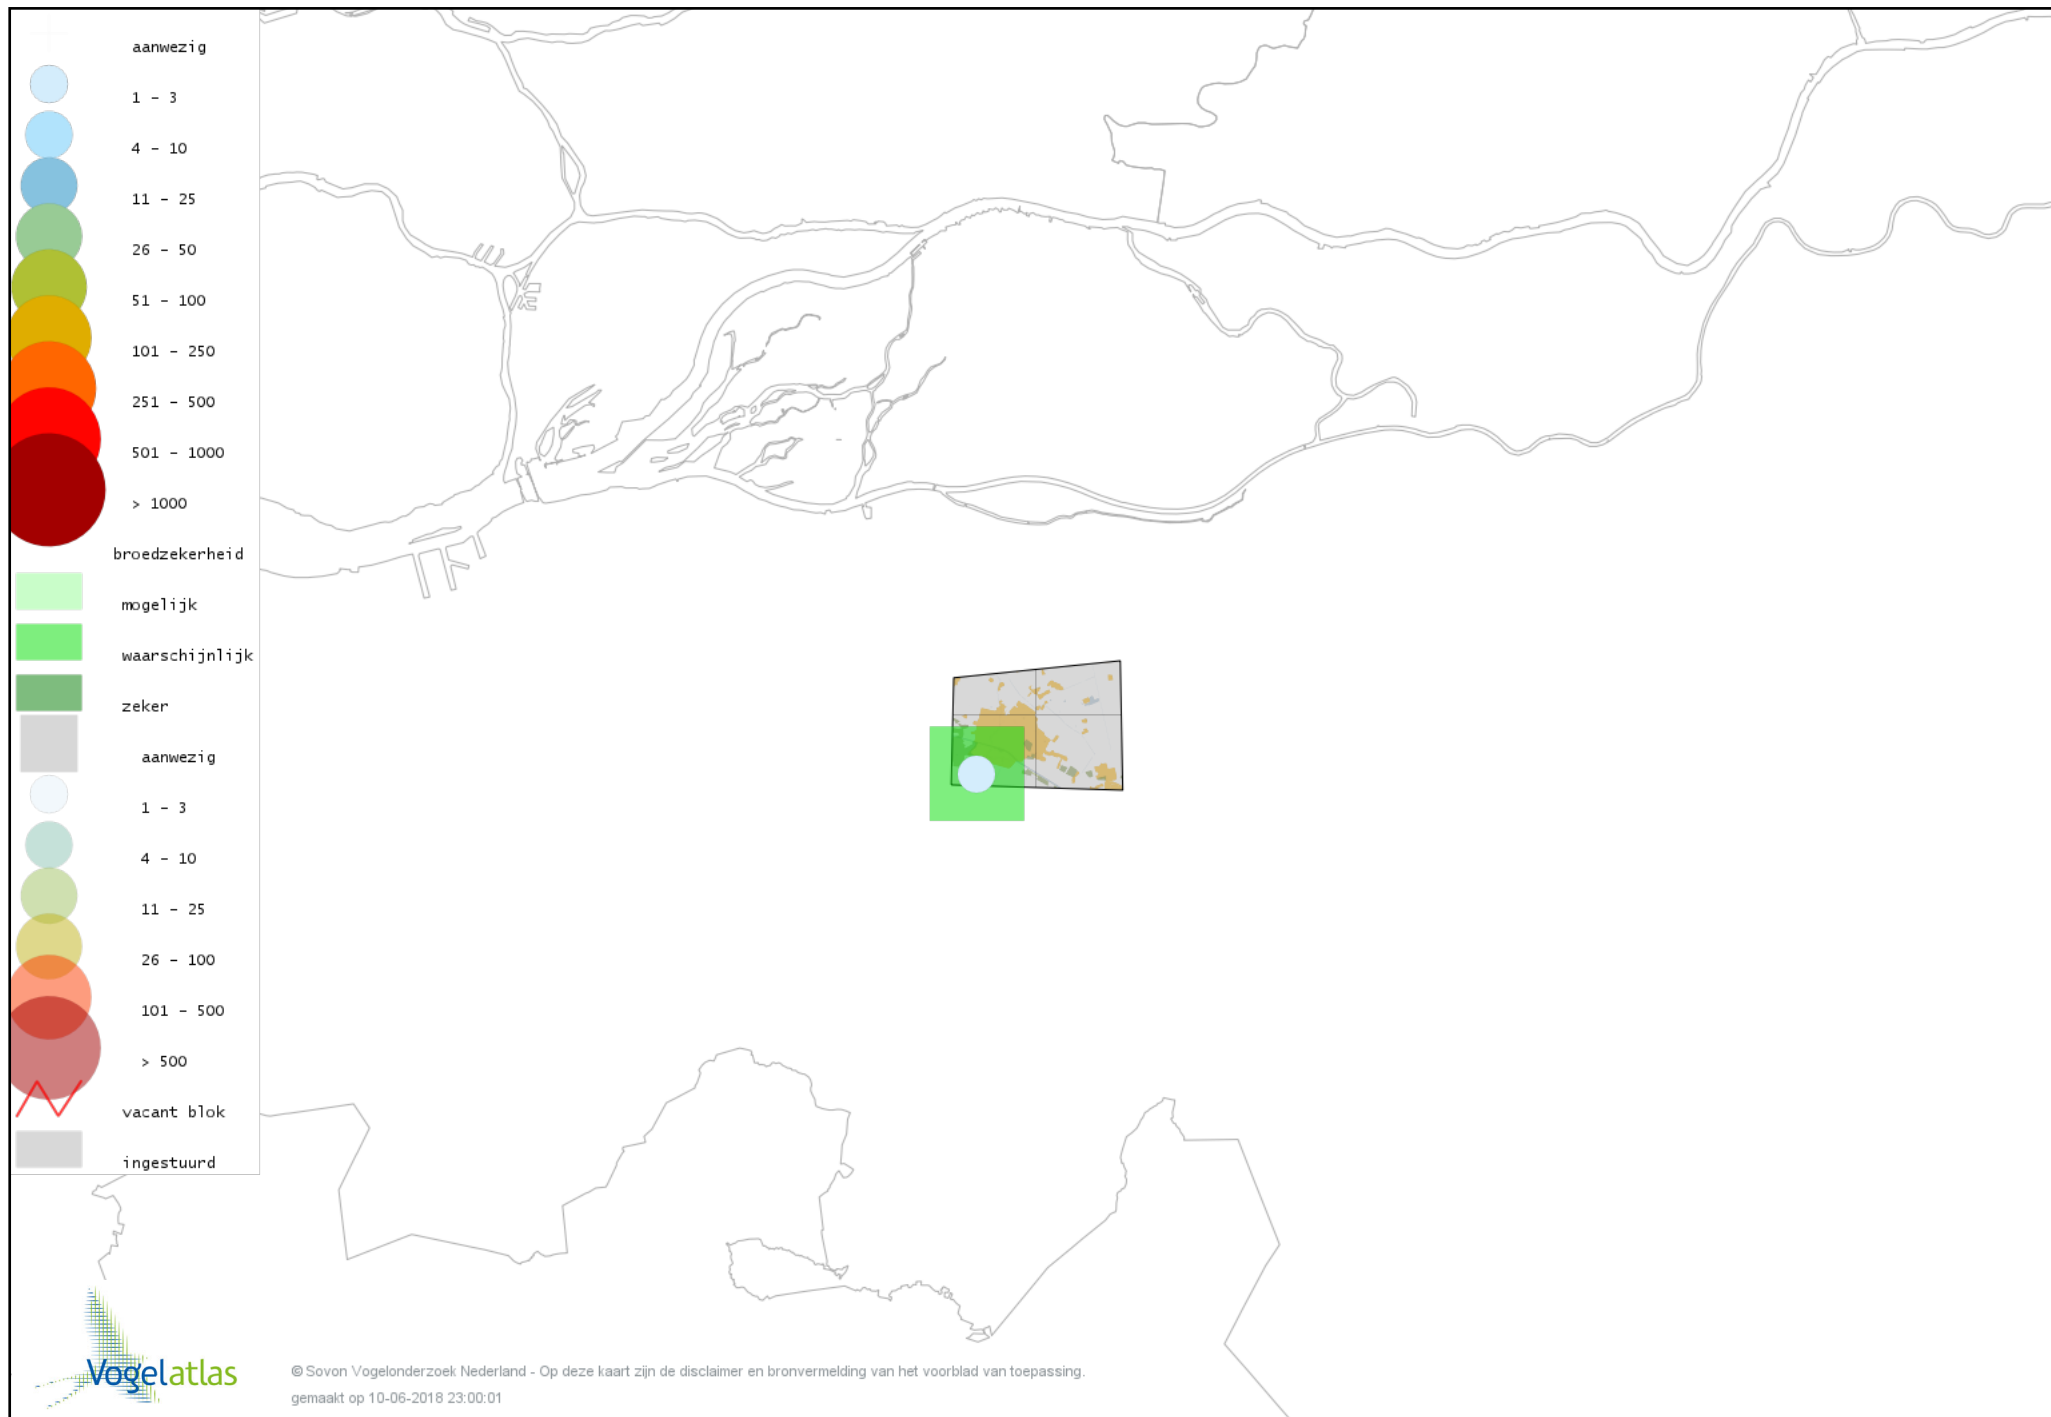 aanwezig
1 - 3
4 - 10
11 - 25
26 - 50
51 - 100
101 - 250
251 - 500
501 - 1000
> 1000
broedzekerheid
mogelijk
waarschijnlijk
zeker
aanwezig
1 - 3
4 - 10
11 - 25
26 - 100
101 - 500
> 500
vacant blok
ingestuurd
Vogelatlas
© Sovon Vogelonderzoek Nederland - Op deze kaart zijn de disclaimer en bronvermelding van het voorblad van toepassing.
gemaakt op 10-06-2018 23:00:01